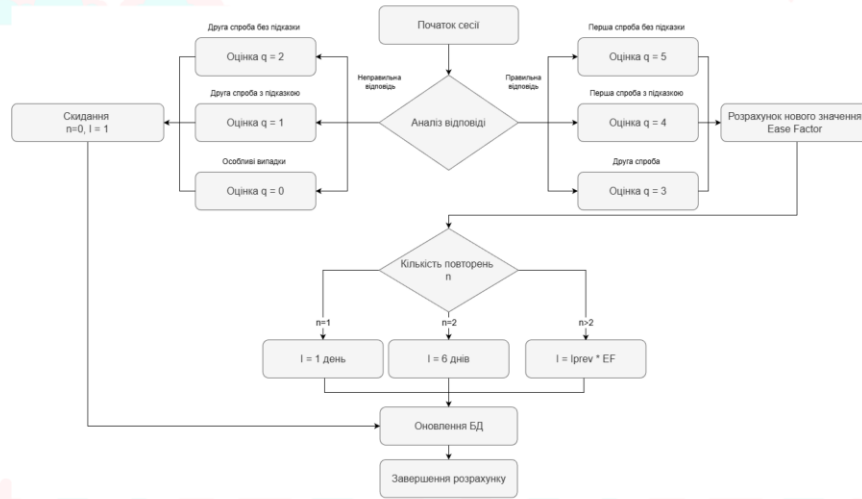 Початок сесії
Друга спроба без підказки
Оцінка q = 2
Друга спроба з підказкою
Оцінка q = 1
Особливі випадки
Оцінка q = 0
Скидання
n=0, I = 1
Неправильна
відповідь
Аналіз відповіді
Правильна
відповідь
Перша спроба без підказки
Оцінка q = 5
Перша спроба з підказкою
Оцінка q = 4
Друга спроба
Оцінка q = 3
Розрахунок нового значення
Ease Factor
Кількість повторень
n
n=1
n=2
n>2
I = 1 день
I = 6 днів
I = Iprev * EF
Оновлення БД
Завершення розрахунку